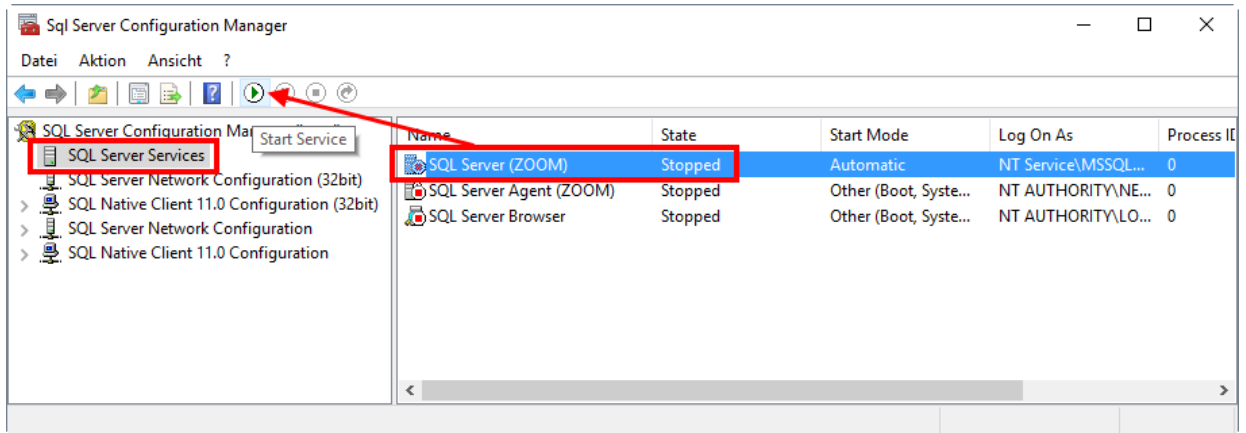 Sql Server Configuration Manager
Datei Aktion Ansicht ?
SQL Server Configuration
Start Service
SQL Server Services
SQL Server Network Configuration (32bit)
SQL Native Client 11.0 Configuration (32bit)
SQL Server Network Configuration
SQL Native Client 11.0 Configuration
Name State Start Mode Log On As Process ID
SQL Server (ZOOM) Stopped Automatic NT Service\MSSQL... 0
SQL Server Agent (ZOOM) Stopped Other (Boot, Syste... NT AUTHORITY\NE... 0
SQL Server Browser Stopped Other (Boot, Syste... NT AUTHORITY\LO... 0